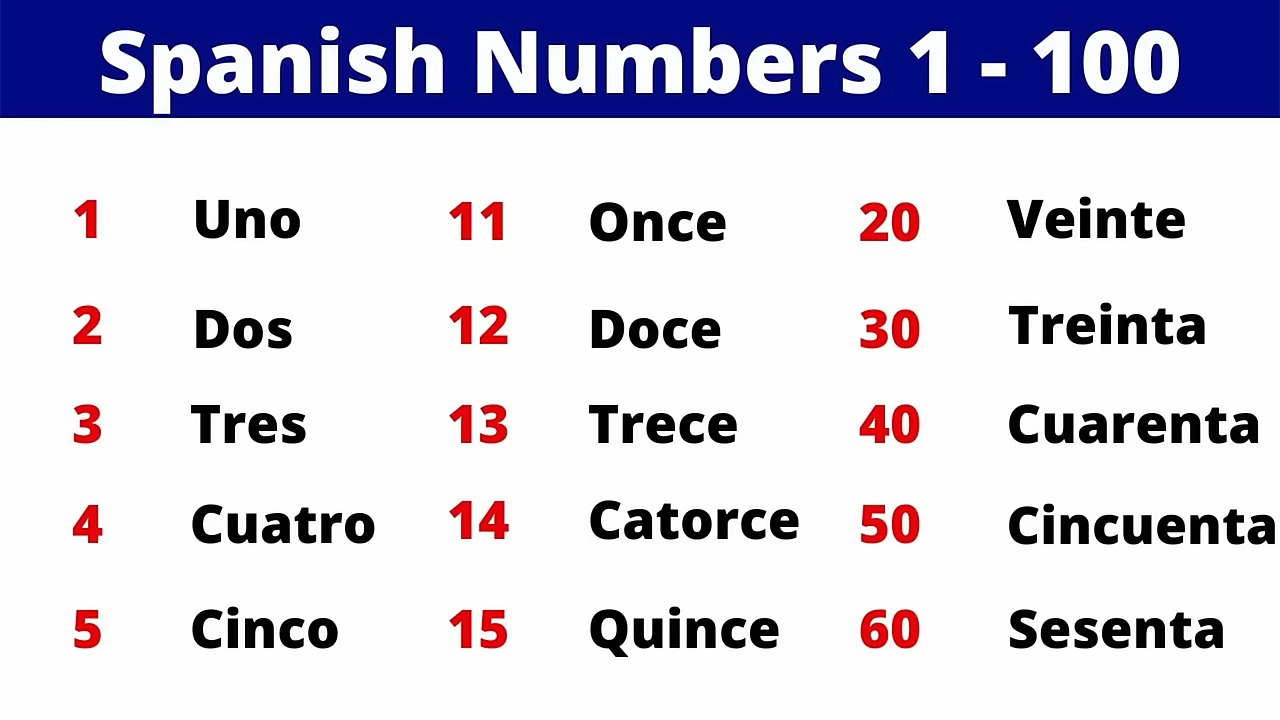 Spanish Numbers 1 - 100
1 Uno 11 Once 20 Veinte
2 Dos 12 Doce 30 Treinta
3 Tres 13 Trece 40 Cuarenta
4 Cuatro 14 Catorce 50 Cincuenta
5 Cinco 15 Quince 60 Sesenta